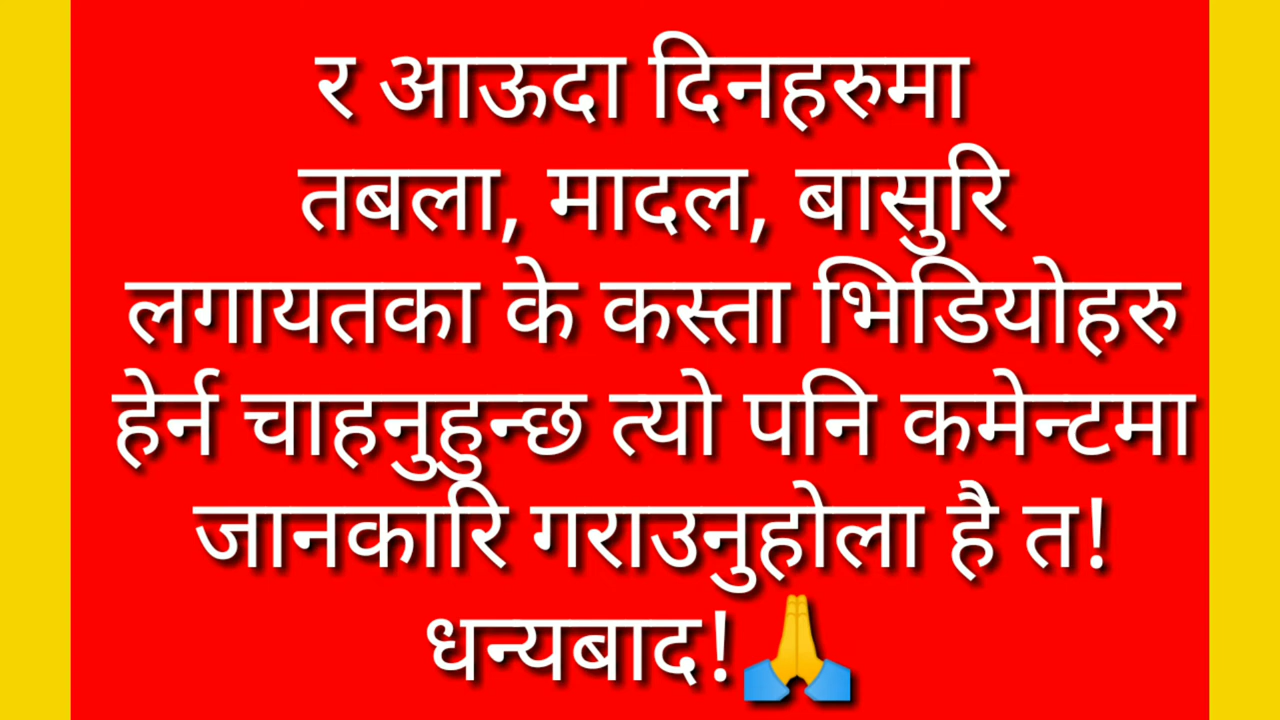 र आऊदा दिनहरुमा
तबला, मादल, बासुरि
लगायतका के कस्ता भिडियोहरु
हेर्न चाहनुहुन्छ त्यो पनि कमेन्टमा
जानकारि गराउनुहोला है त!
धन्यबाद!🙏